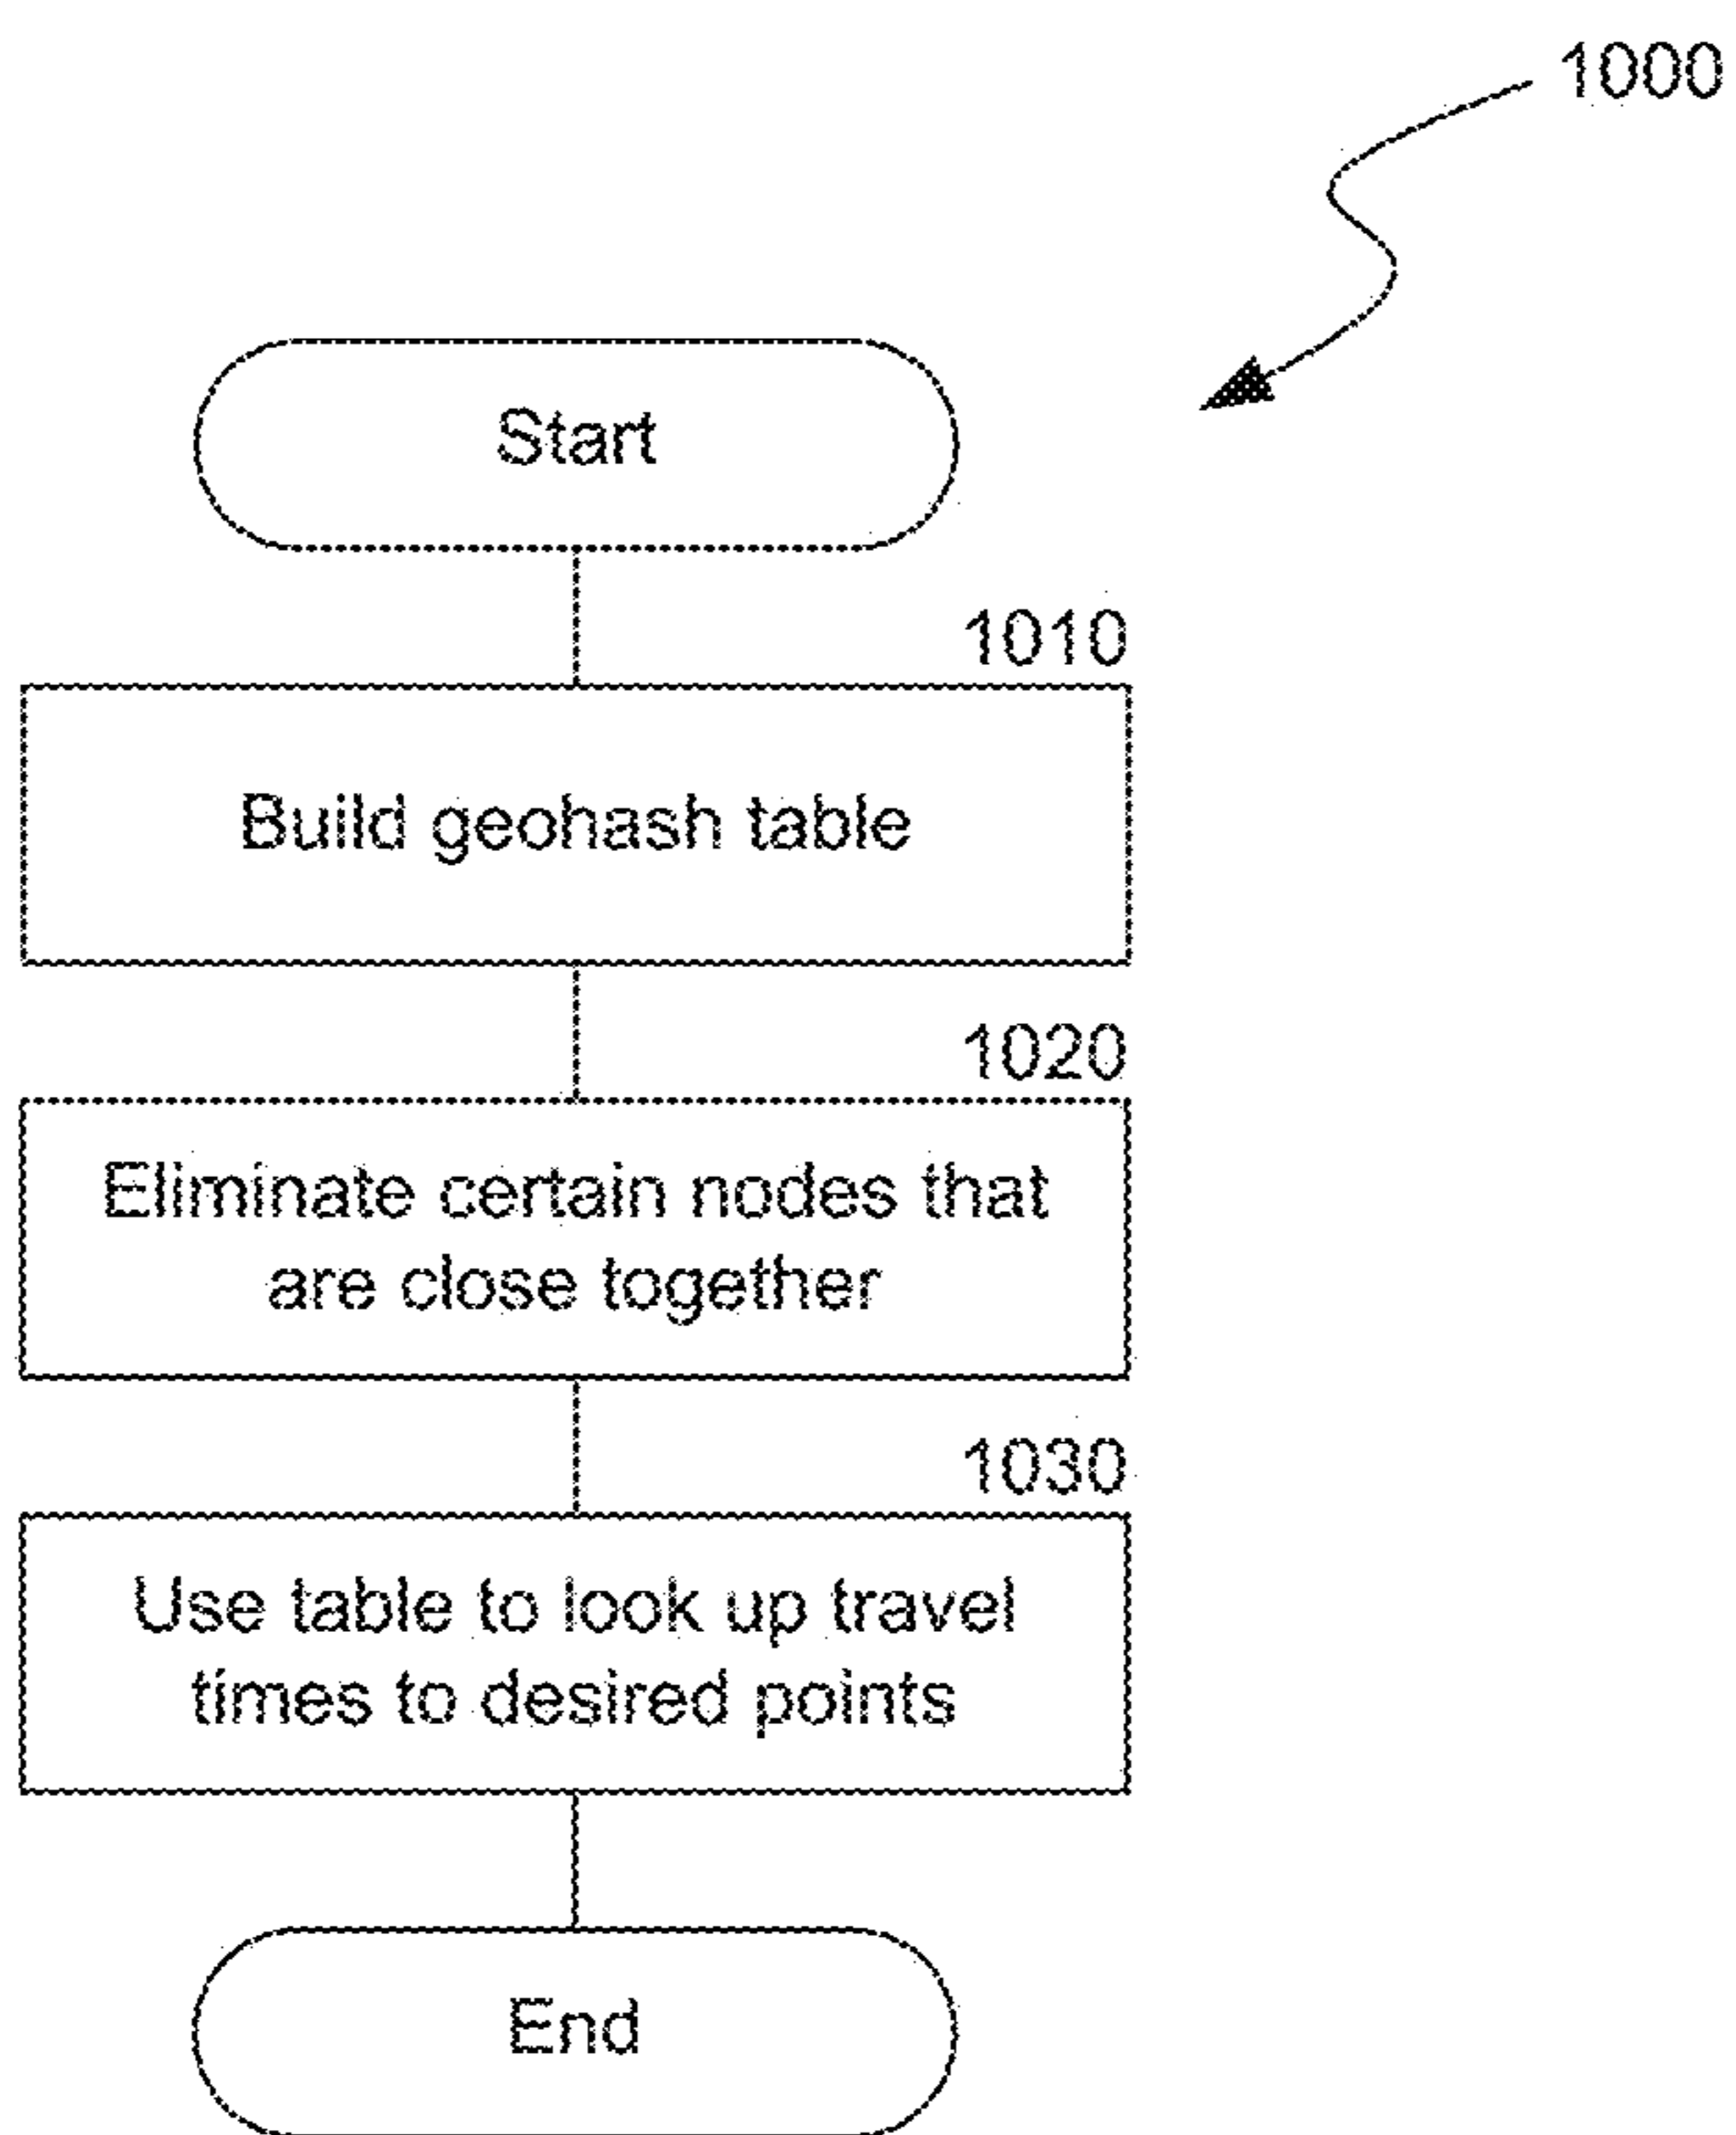 1000
Start
1010
Build geohash table
1020
Eliminate certain nodes that
are close together
1030
Use table to look up travel
times to desired points
End